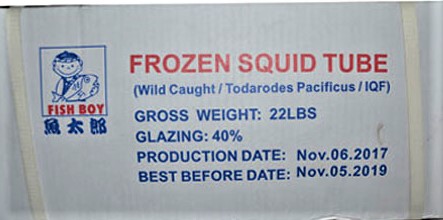 FISH BOY
魚太郎
FROZEN SQUID TUBE
(Wild Caught / Todarodes Pacificus / IQF)
GROSS WEIGHT: 22LBS
GLAZING: 40%
PRODUCTION DATE: Nov.06.2017
BEST BEFORE DATE: Nov.05.2019